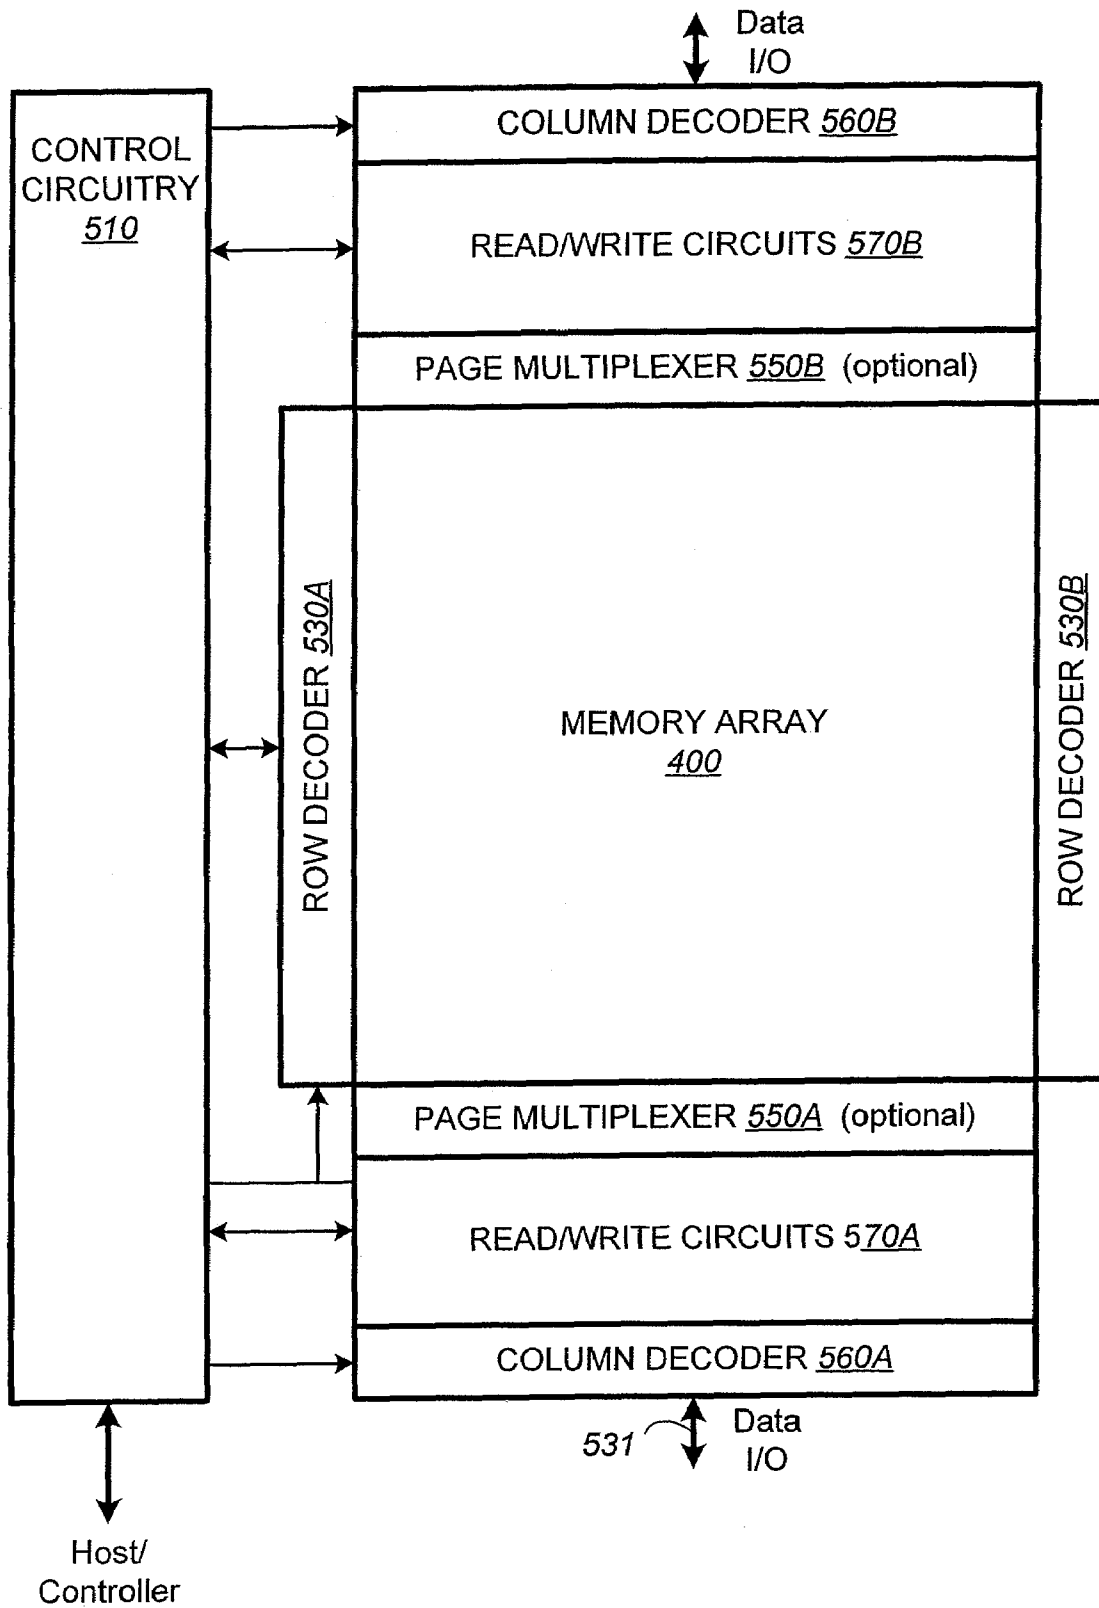 Data
I/O
CONTROL
CIRCUITRY
510
COLUMN DECODER 560B
READ/WRITE CIRCUITS 570B
PAGE MULTIPLEXER 550B (optional)
ROW DECODER 530A
MEMORY ARRAY
400
ROW DECODER 530B
PAGE MULTIPLEXER 550A (optional)
READ/WRITE CIRCUITS 570A
COLUMN DECODER 560A
531
Data
I/O
Host/
Controller